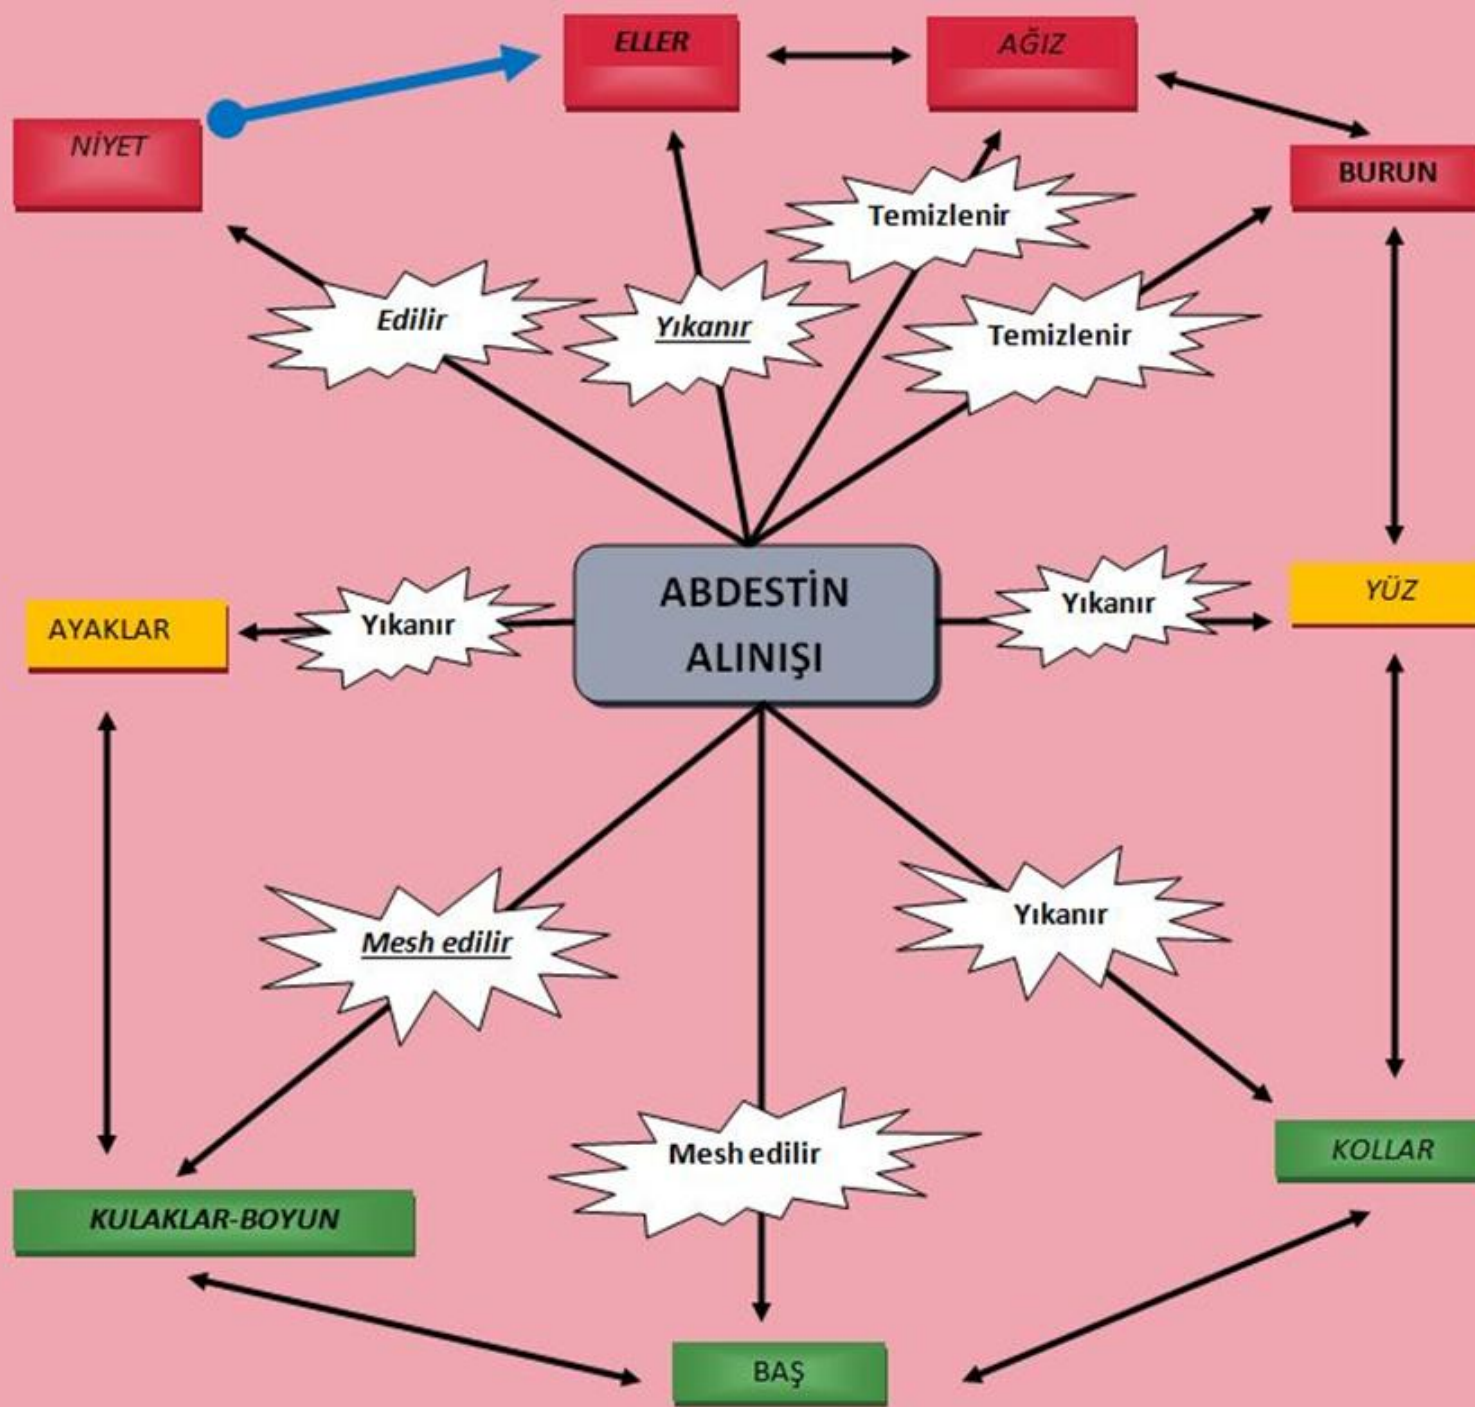 ELLER
AĞIZ
NİYET
BURUN
Temizlenir
Edilir
Yıkanır
Temizlenir
ABDESTİN
ALINIŞI
AYAKLAR
Yıkanır
Yıkanır
YÜZ
Mesh edilir
Yıkanır
Mesh edilir
KOLLAR
KULAKLAR-BOYUN
BAŞ